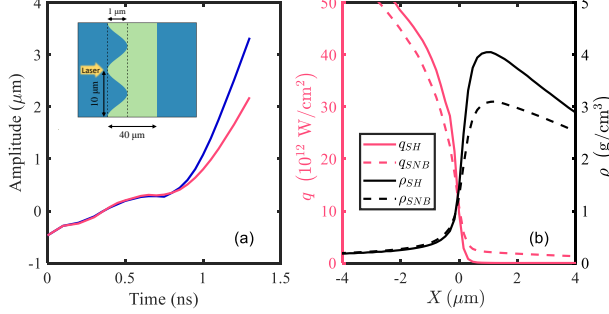 4
3
2
1
0
-1
Amplitude (μm)
0
0.5
1
1.5
Time (ns)
1 μm
Laser
10 μm
40 μm
(a)
50
40
30
20
10
0
q (10¹² W/cm²)
q_SH
q_SNB
ρ_SH
ρ_SNB
-4
-2
0
2
4
X (μm)
(b)
5
4
3
2
1
0
ρ (g/cm³)